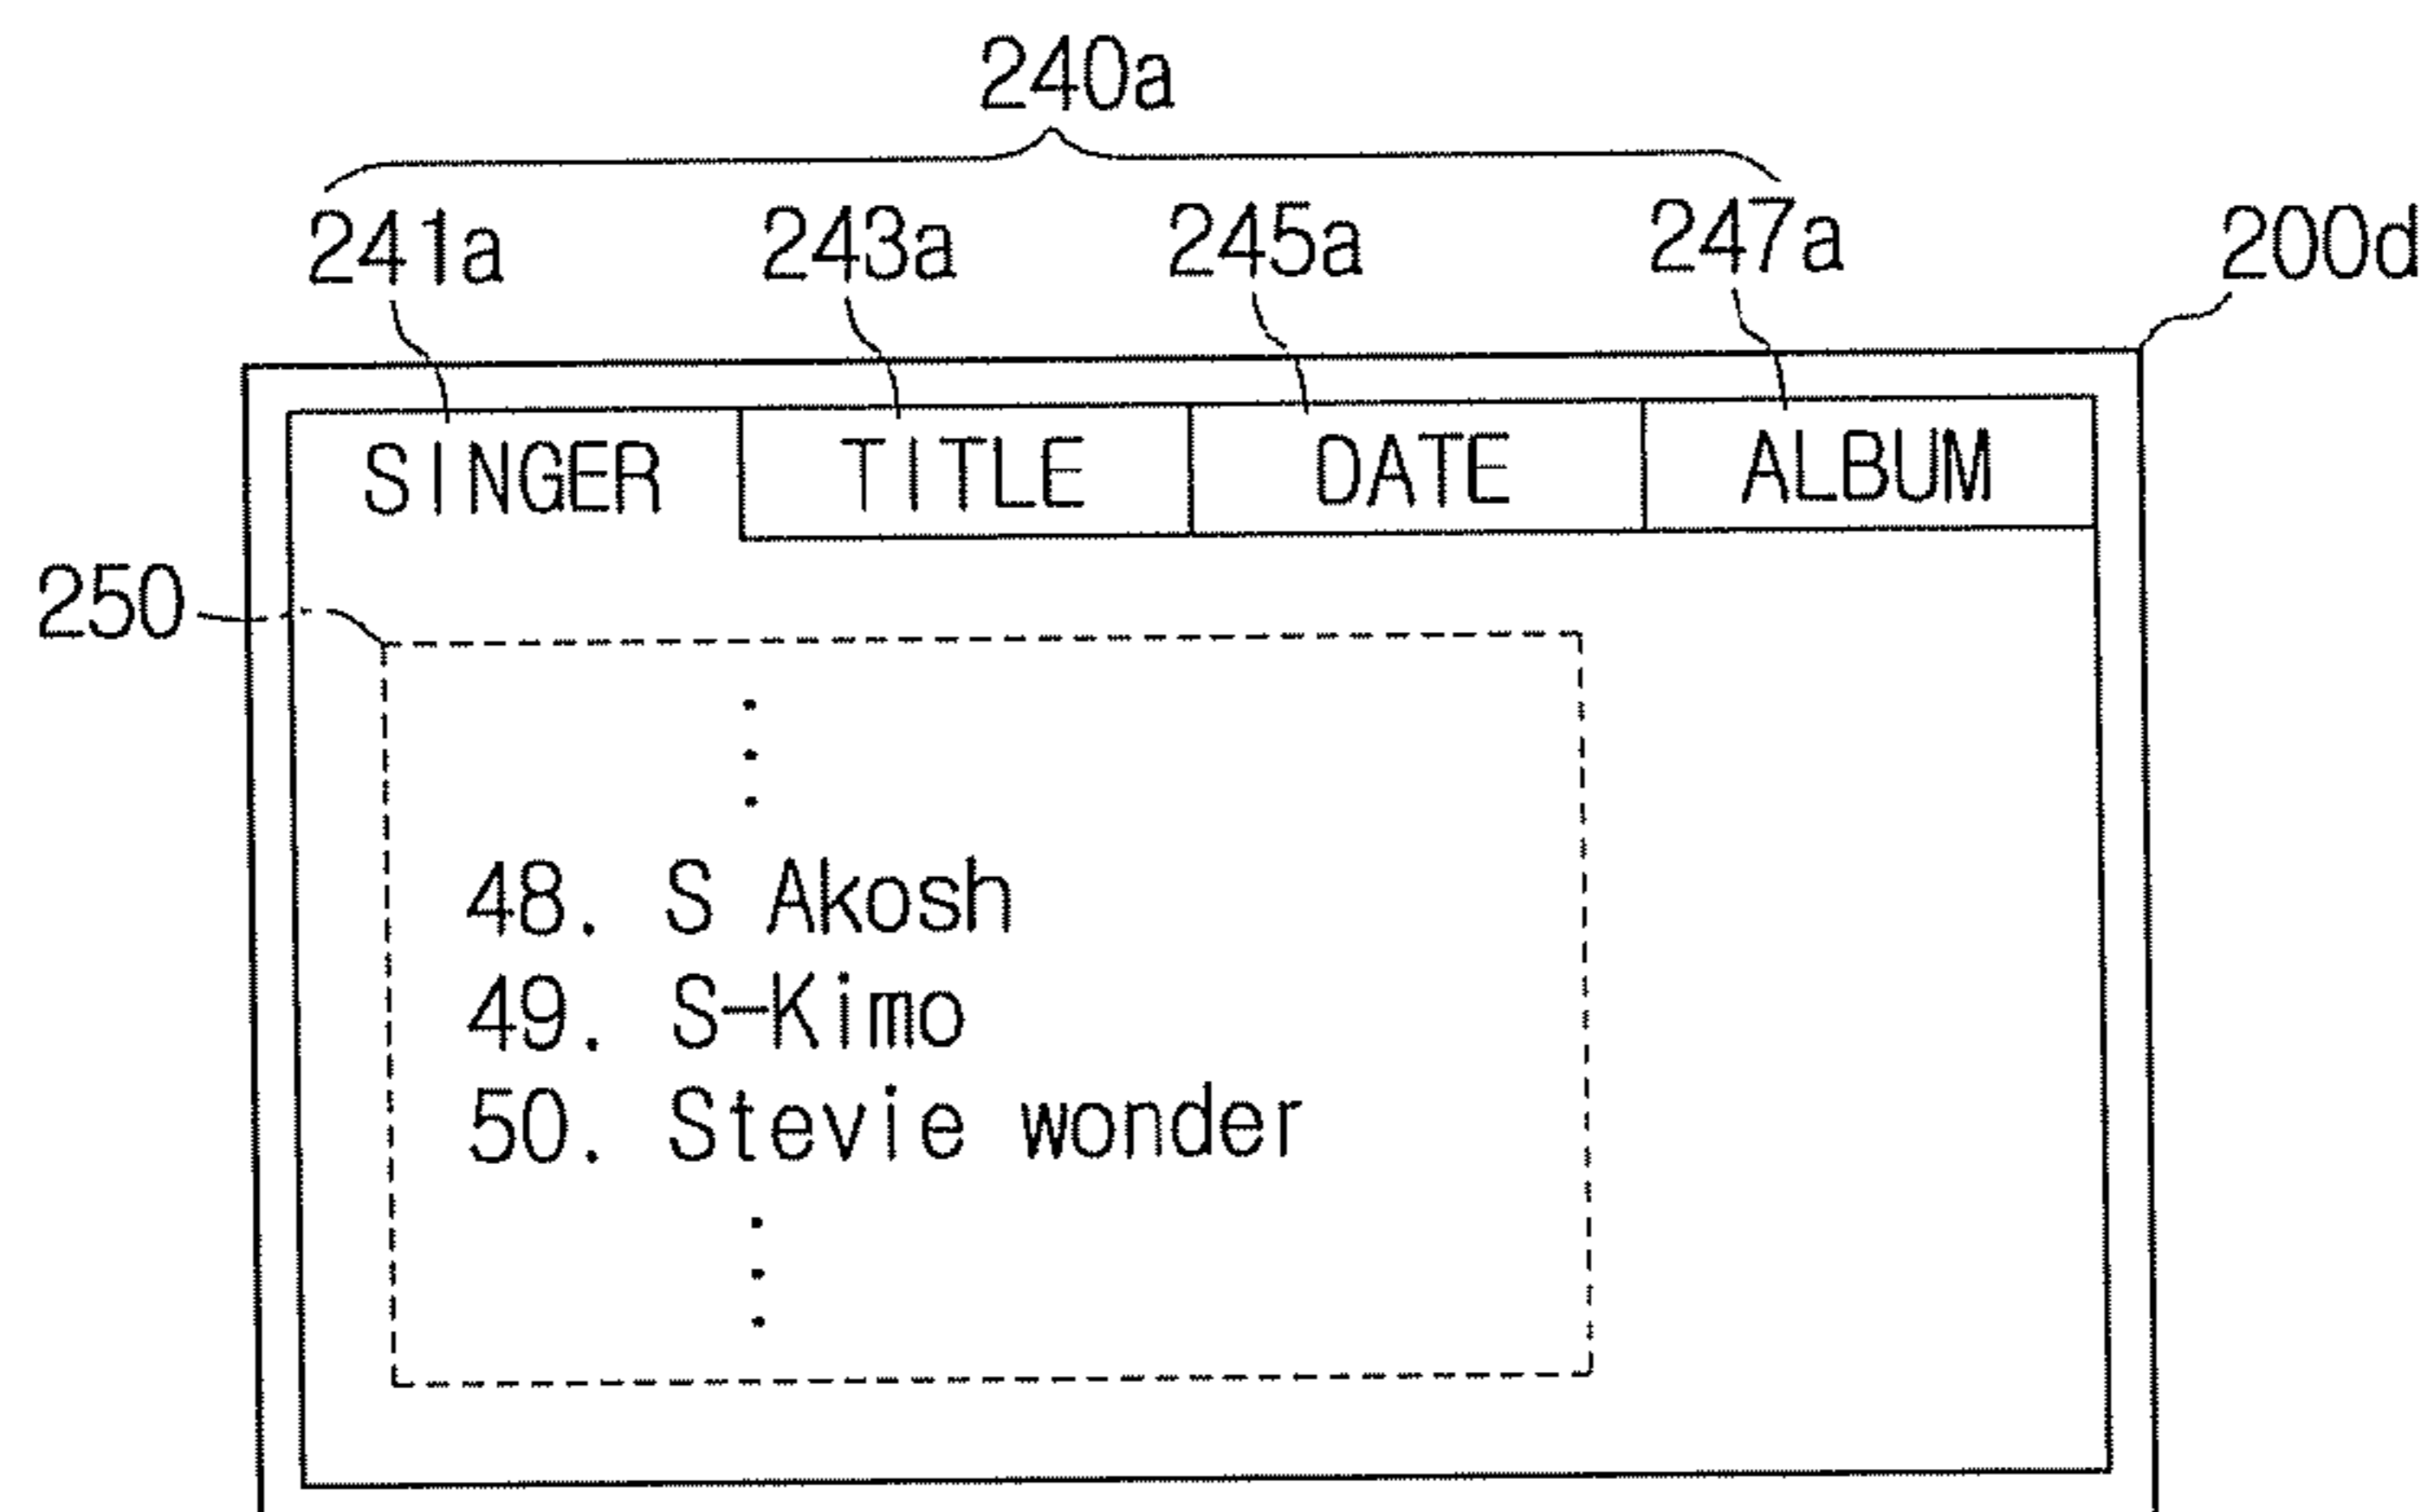 240a
241a 243a 245a 247a 200d
SINGER TITLE DATE ALBUM
250
48. S Akosh
49. S-Kimo
50. Stevie wonder